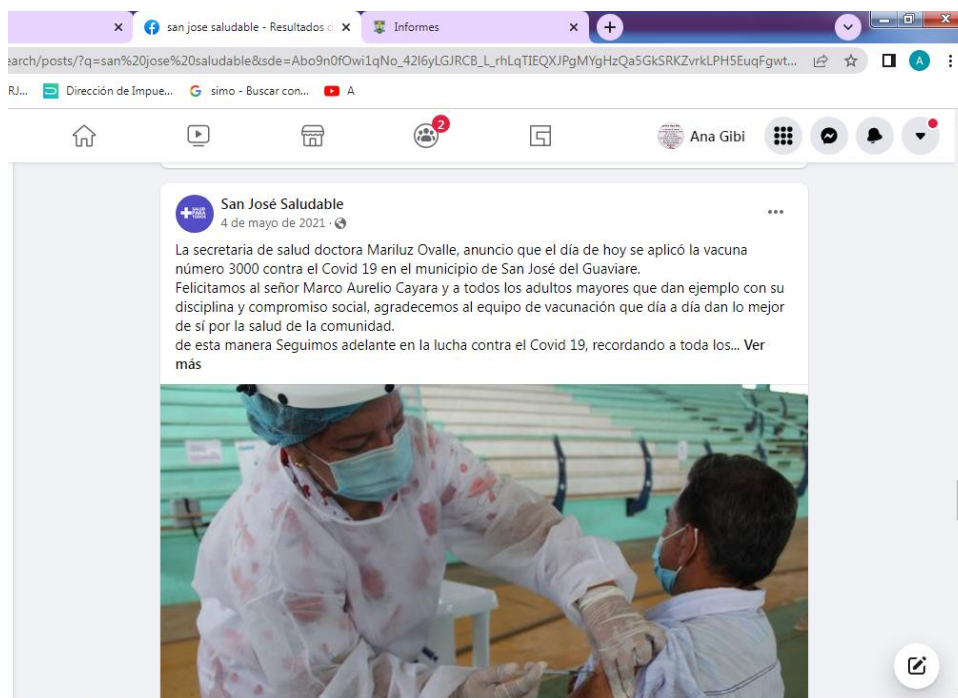 san jose saludable - Resultados d
Informes
earch/posts/?q=san%20jose%20saludable&sde=Abo9n0fOwi1qNo_42I6yLGJRCB_L_rhLqTIEQXJPgMYgHzQa5GkSRKZvrkLPH5EuqFgwt...
A
RJ...
Dirección de Impue...
simo - Buscar con...
A
2
Ana Gibi
SALUD
PARA
TODOS
San José Saludable
4 de mayo de 2021 ·
La secretaria de salud doctora Mariluz Ovalle, anuncio que el día de hoy se aplicó la vacuna
número 3000 contra el Covid 19 en el municipio de San José del Guaviare.
Felicitamos al señor Marco Aurelio Cayara y a todos los adultos mayores que dan ejemplo con su
disciplina y compromiso social, agradecemos al equipo de vacunación que día a día dan lo mejor
de sí por la salud de la comunidad.
de esta manera Seguimos adelante en la lucha contra el Covid 19, recordando a toda los... Ver
más